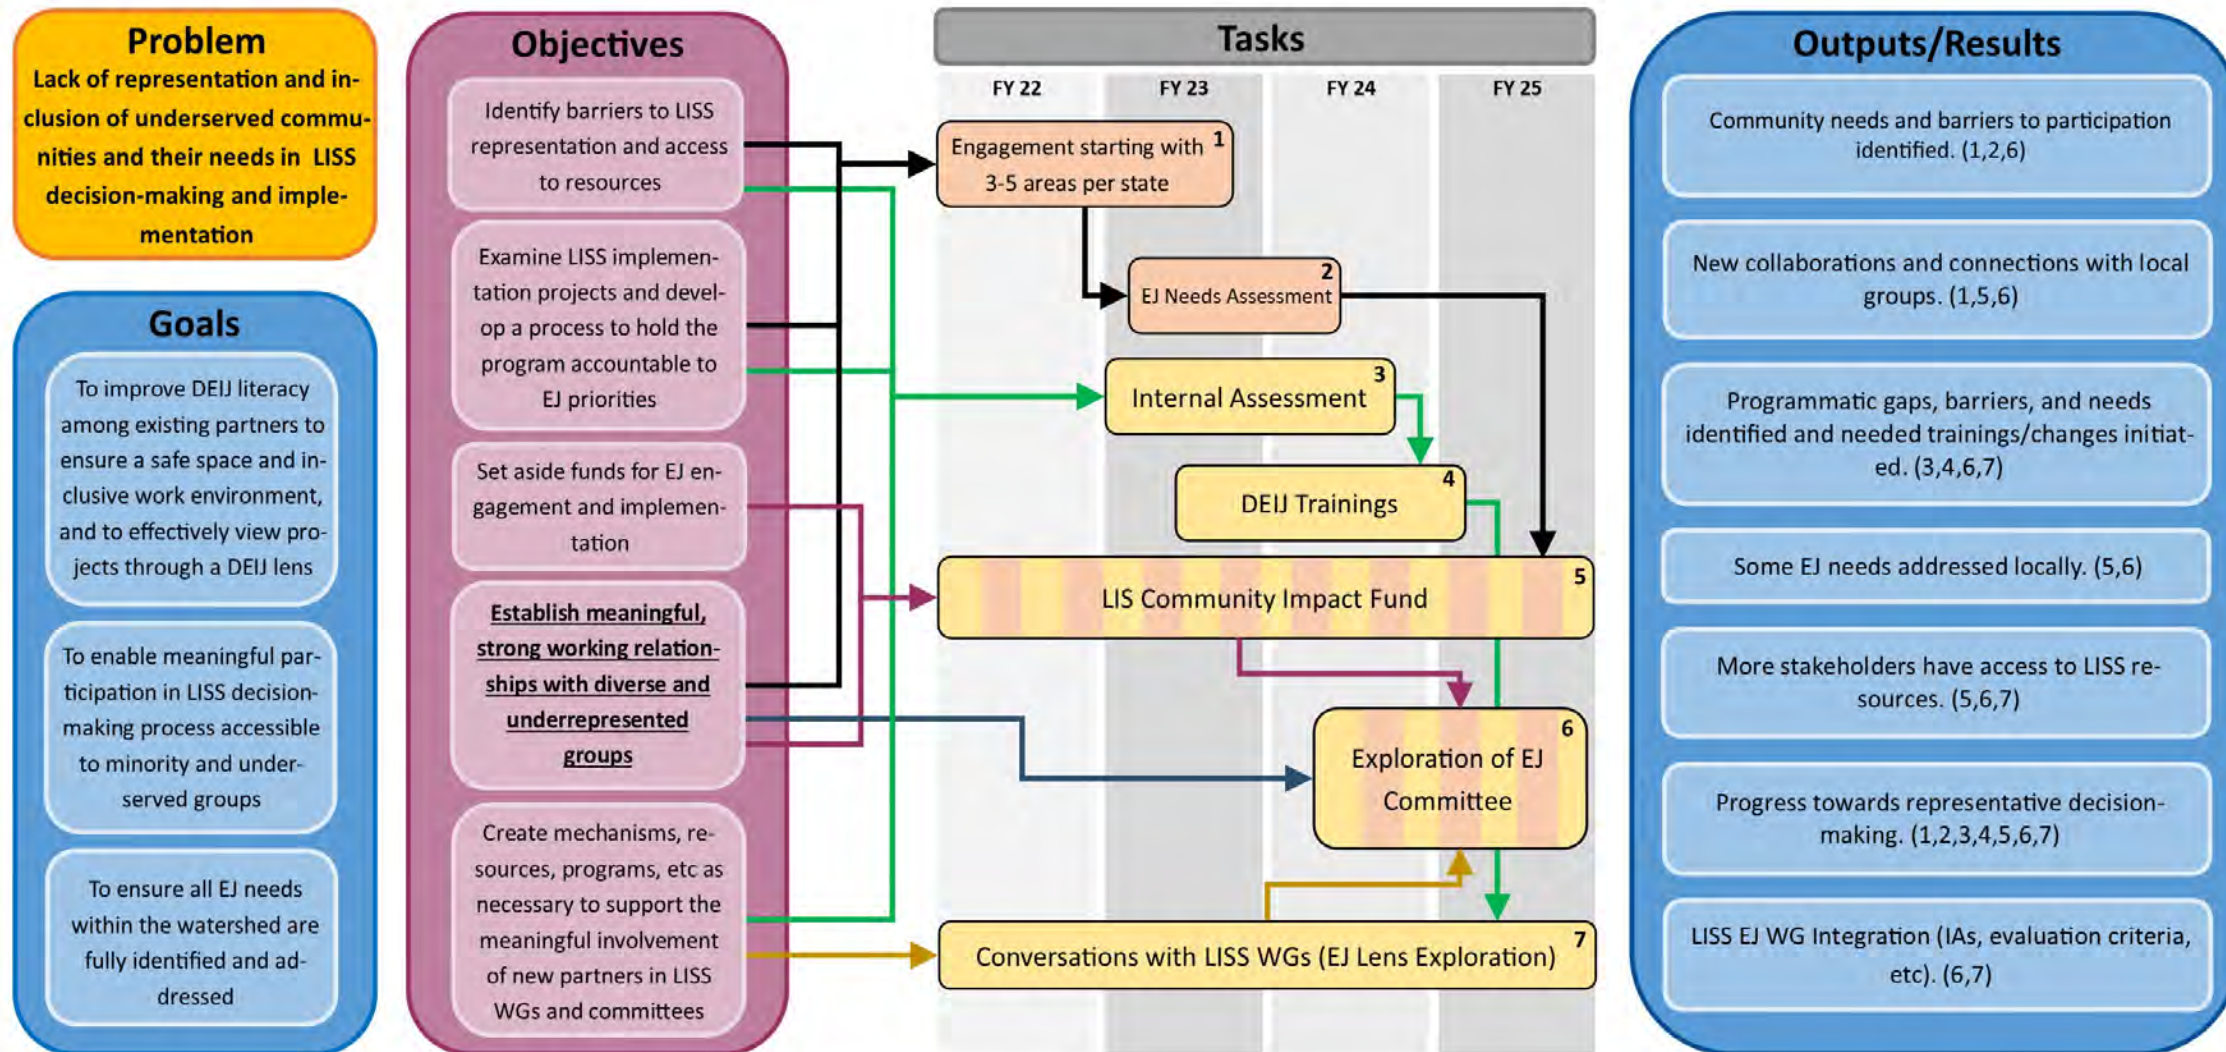 Problem
Lack of representation and in-
clusion of underserved commu-
nities and their needs in LISS
decision-making and imple-
mentation
Goals
To improve DEIJ literacy
among existing partners to
ensure a safe space and in-
clusive work environment,
and to effectively view pro-
jects through a DEIJ lens
To enable meaningful par-
ticipation in LISS decision-
making process accessible
to minority and under-
served groups
To ensure all EJ needs
within the watershed are
fully identified and ad-
dressed
Objectives
Identify barriers to LISS
representation and access
to resources
Examine LISS implemen-
tation projects and devel-
op a process to hold the
program accountable to
EJ priorities
Set aside funds for EJ en-
gagement and implemen-
tation
Establish meaningful,
strong working relation-
ships with diverse and
underrepresented
groups
Create mechanisms, re-
sources, programs, etc as
necessary to support the
meaningful involvement
of new partners in LISS
WGs and committees
Tasks
FY 22
FY 23
FY 24
FY 25
Engagement starting with 1
3-5 areas per state
2
EJ Needs Assessment
3
Internal Assessment
4
DEIJ Trainings
5
LIS Community Impact Fund
6
Exploration of EJ
Committee
7
Conversations with LISS WGs (EJ Lens Exploration)
Outputs/Results
Community needs and barriers to participation
identified. (1,2,6)
New collaborations and connections with local
groups. (1,5,6)
Programmatic gaps, barriers, and needs
identified and needed trainings/changes initiat-
ed. (3,4,6,7)
Some EJ needs addressed locally. (5,6)
More stakeholders have access to LISS re-
sources. (5,6,7)
Progress towards representative decision-
making. (1,2,3,4,5,6,7)
LISS EJ WG Integration (IAs, evaluation criteria,
etc). (6,7)